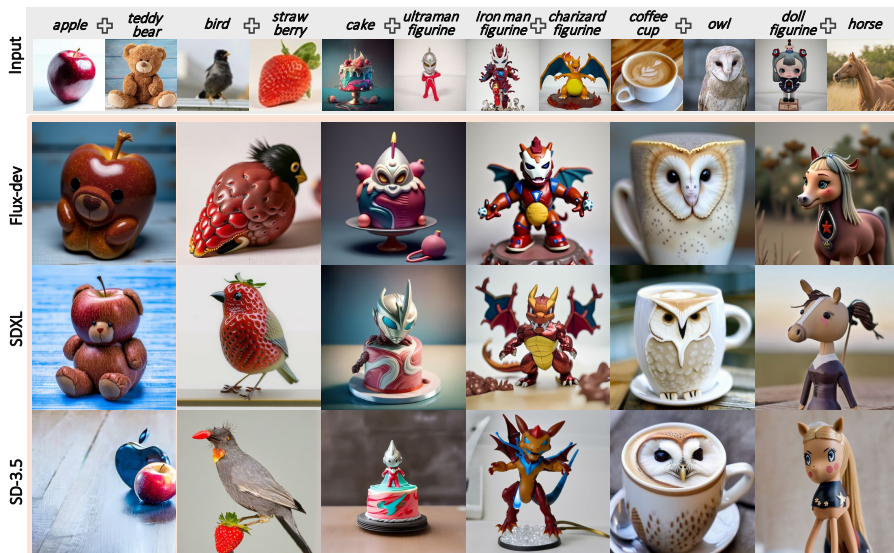 Input
apple + teddy bear
bird + straw berry
cake + ultraman figurine
Iron man figurine + charizard figurine
coffee cup + owl
doll figurine + horse
Flux-dev
SDXL
SD-3.5